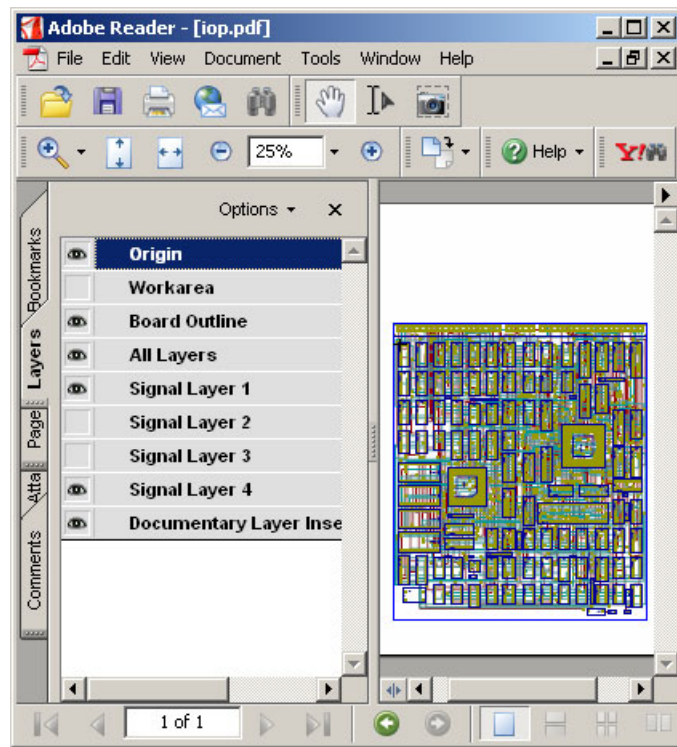 Adobe Reader - [iop.pdf]
File Edit View Document Tools Window Help
25% Help Y!
Options
Bookmarks
Layers
Page
Atta
Comments
Origin
Workarea
Board Outline
All Layers
Signal Layer 1
Signal Layer 2
Signal Layer 3
Signal Layer 4
Documentary Layer Inse
1 of 1